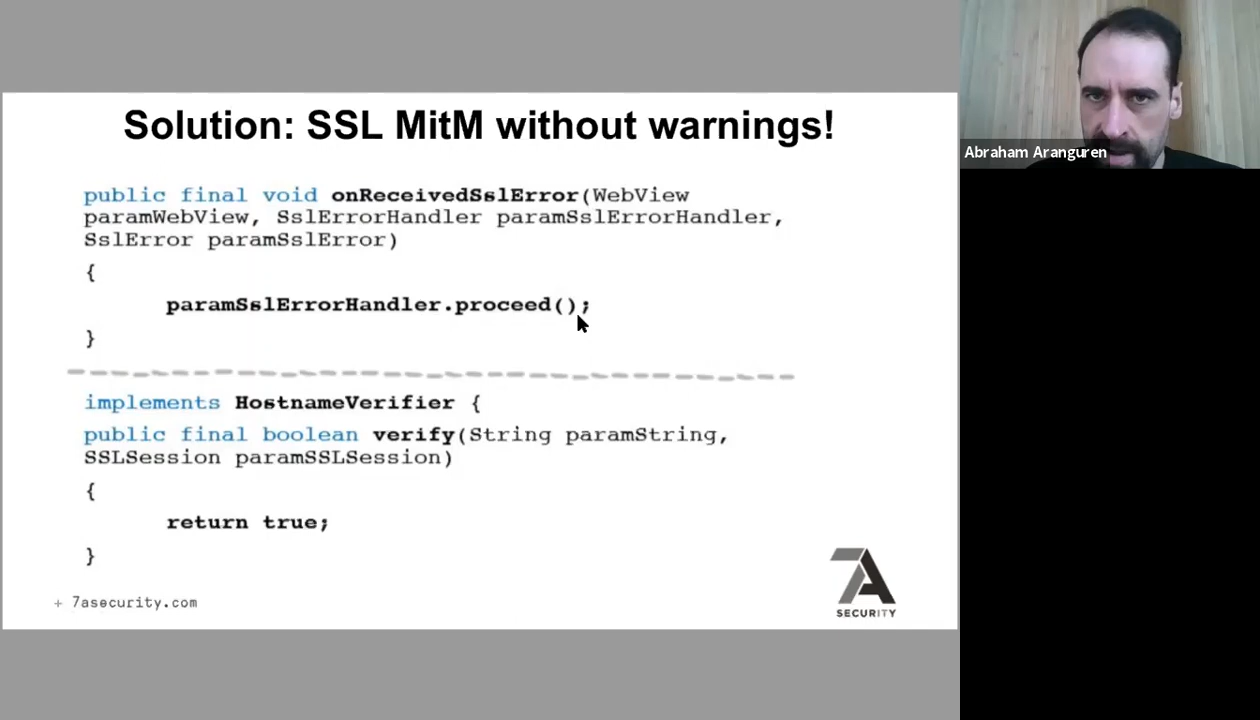 Solution: SSL MitM without warnings!
public final void onReceivedSslError(WebView
paramWebView, SslErrorHandler paramSslErrorHandler,
SslError paramSslError)
{
paramSslErrorHandler.proceed();
}
implements HostnameVerifier {
public final boolean verify(String paramString,
SSLSession paramSSLSession)
{
return true;
}
+ 7asecurity.com
7A
SECURITY
Abraham Aranguren